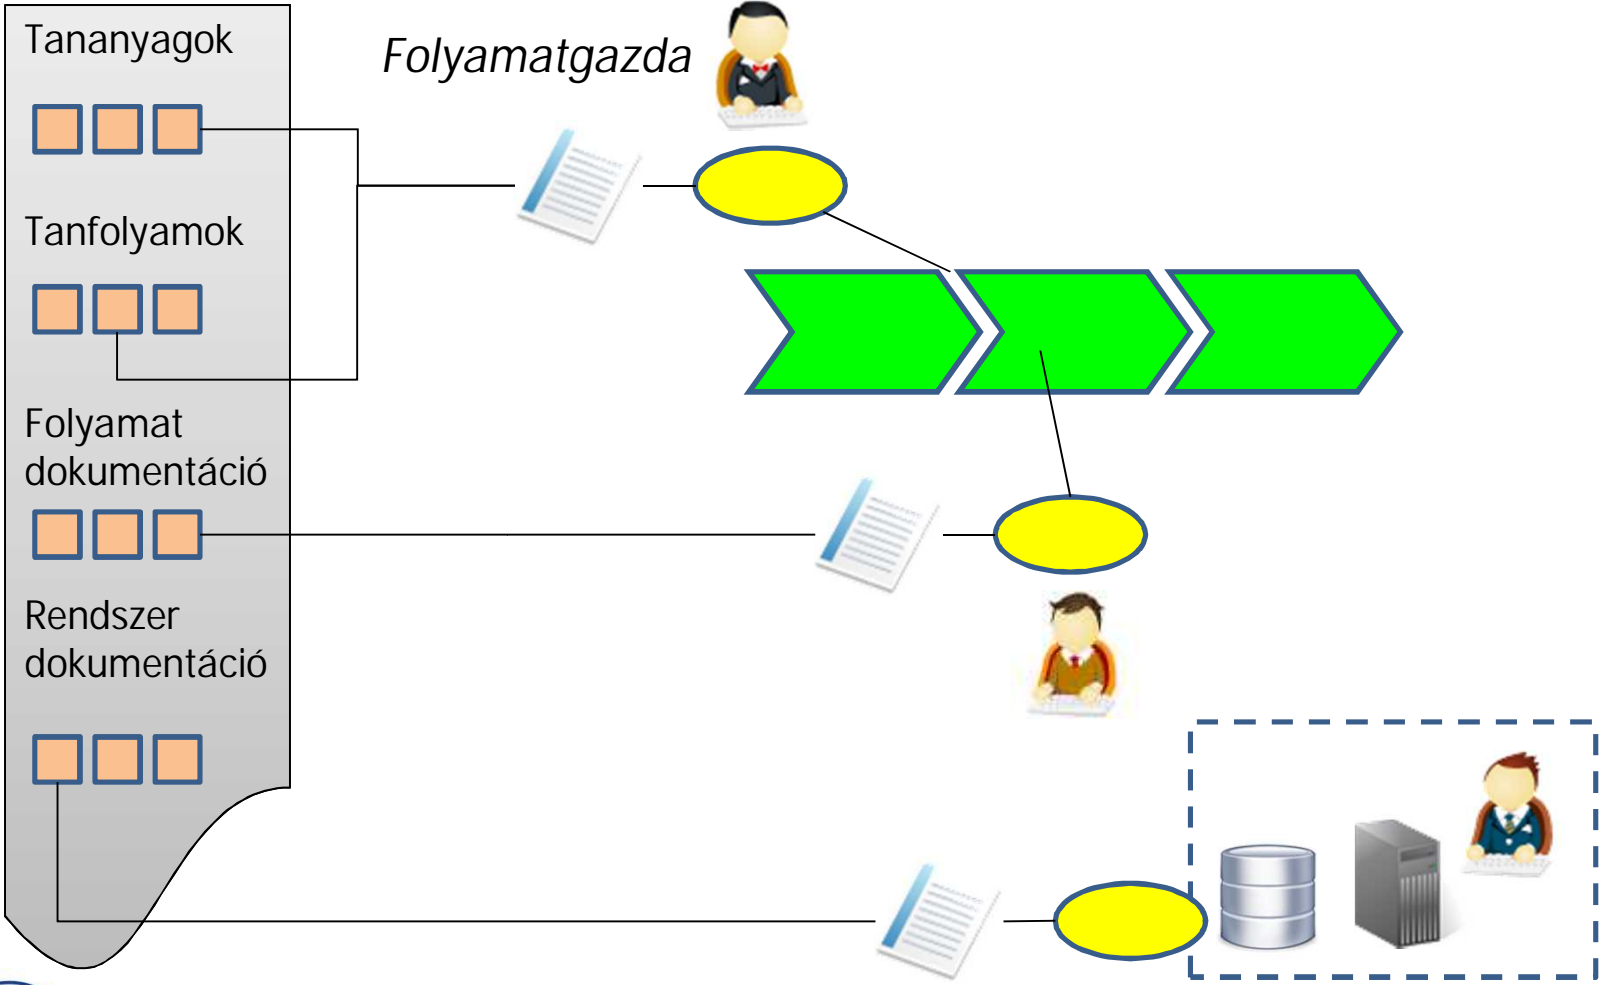 Tananyagok
Folyamatgazda
Tanfolyamok
Folyamat
dokumentáció
Rendszer
dokumentáció